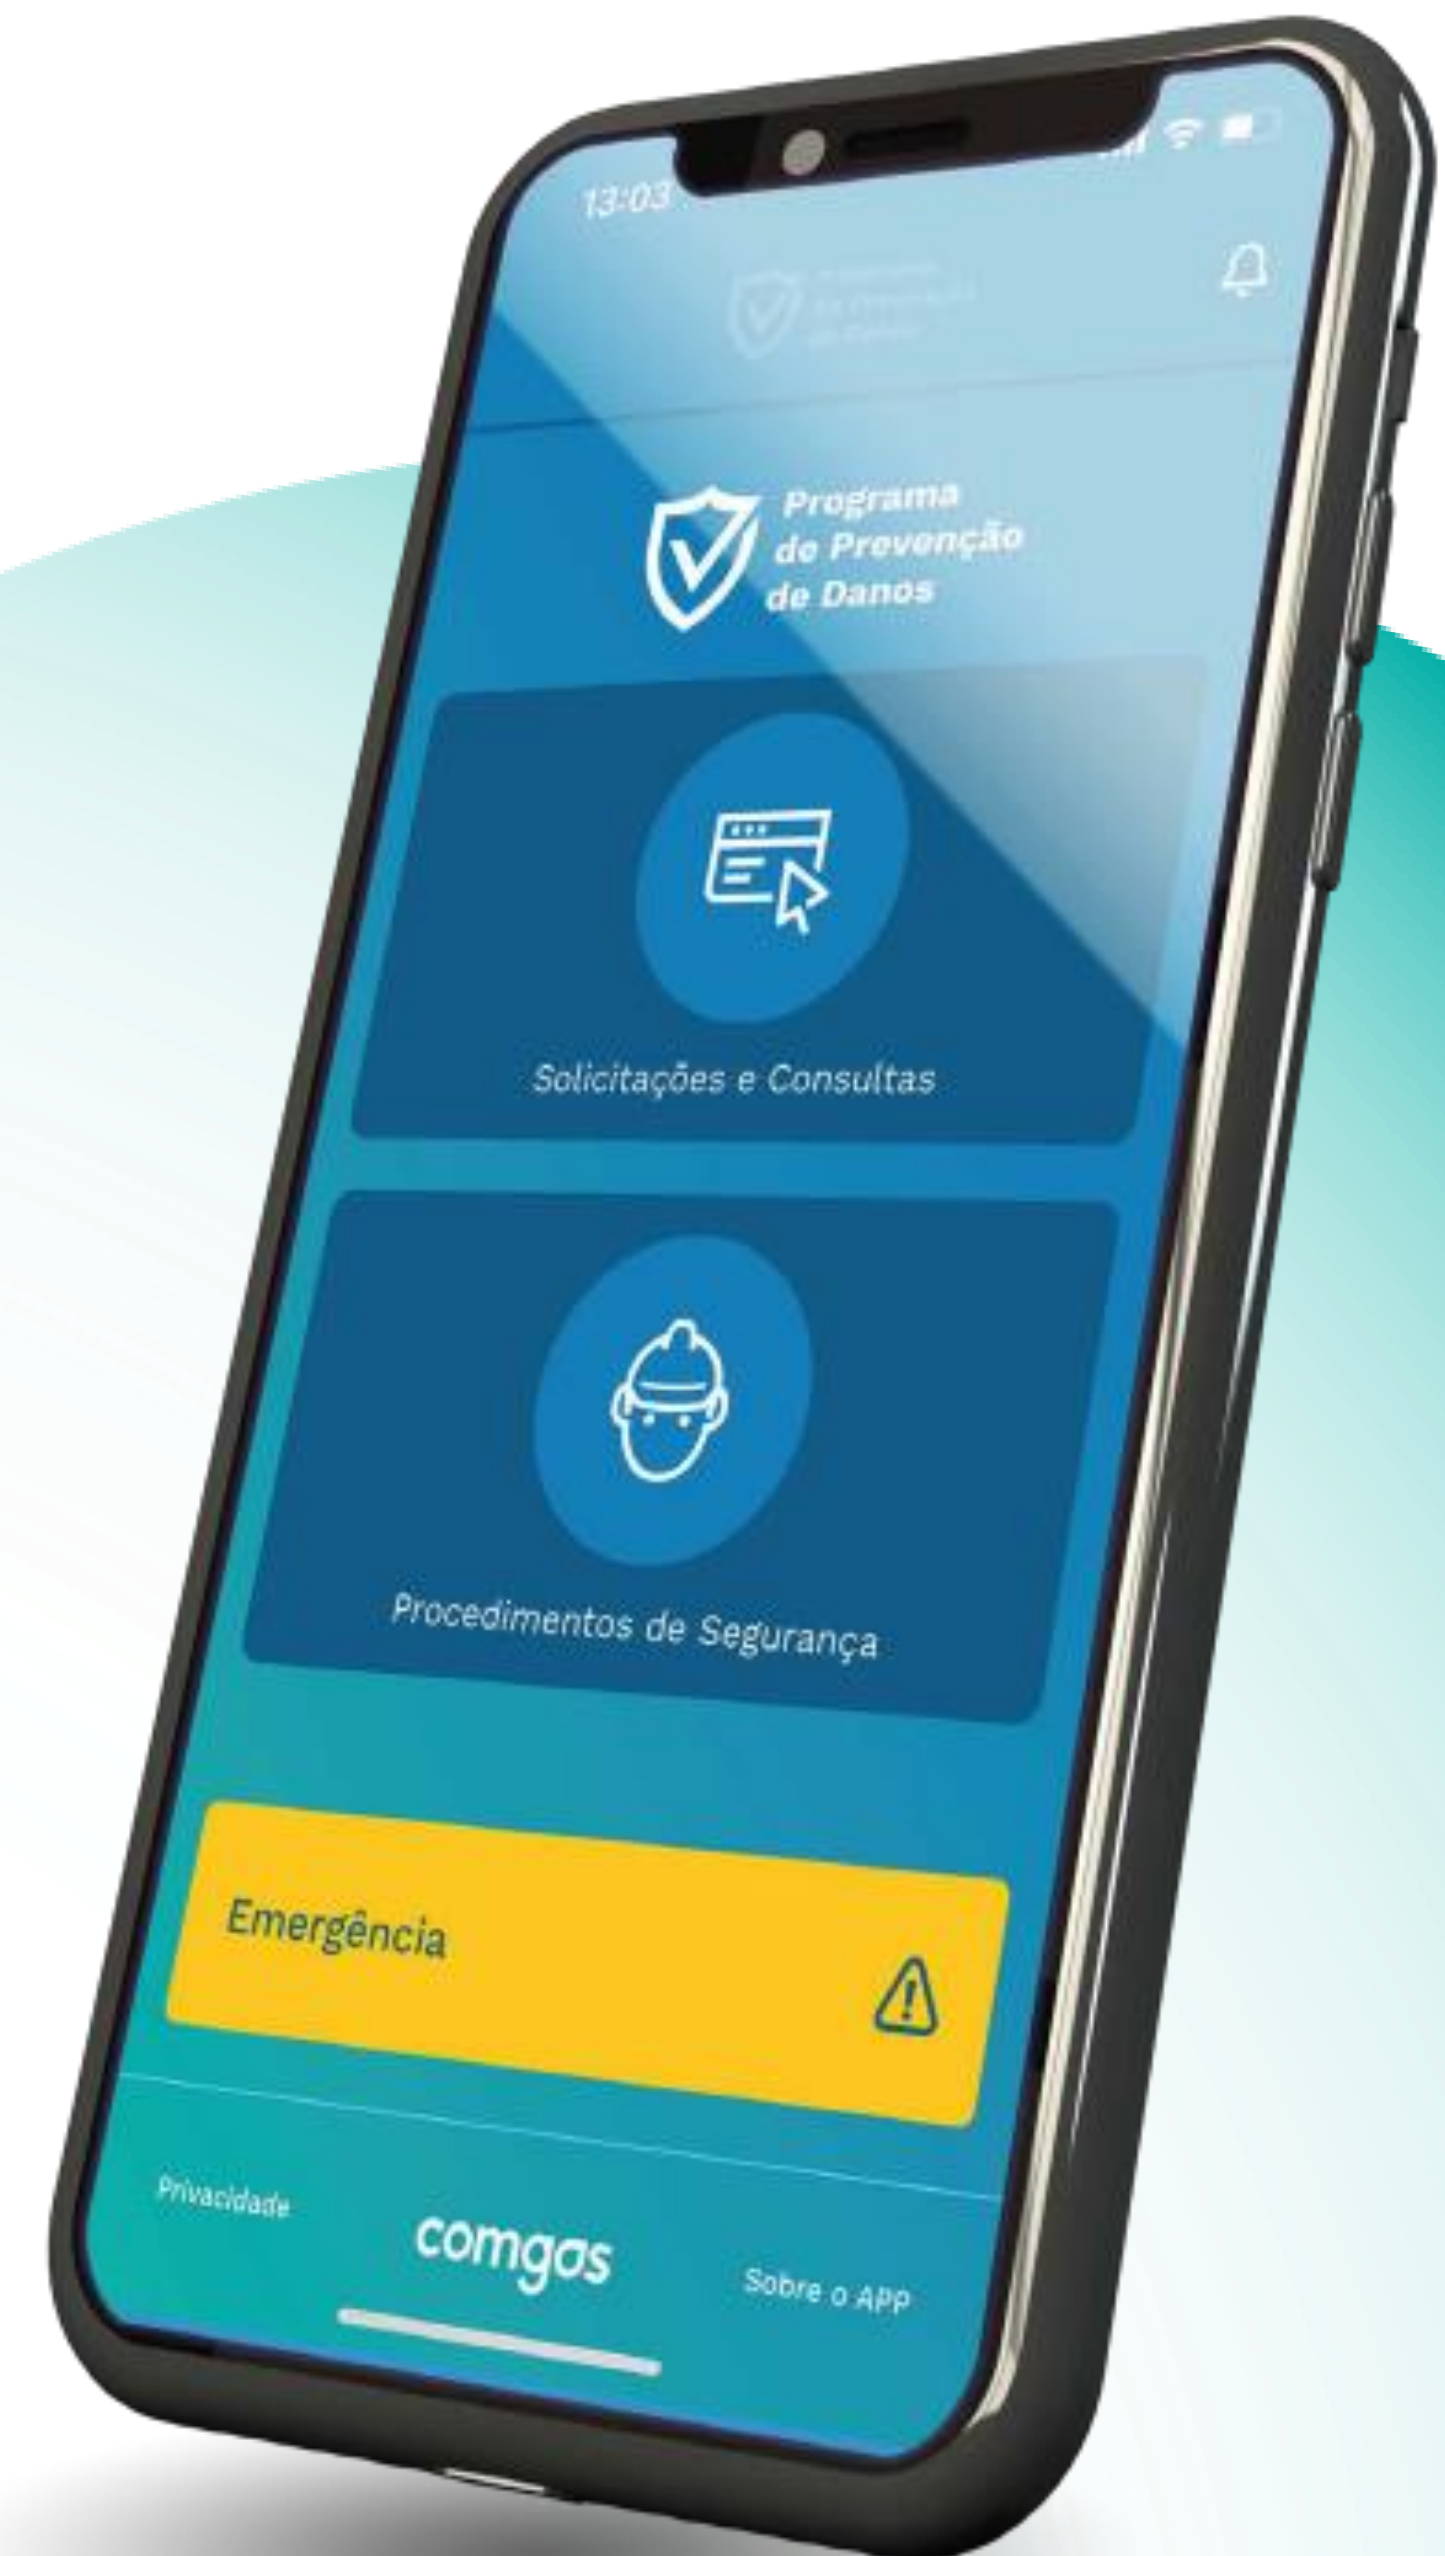 13:03
Programa
de Prevenção
de Danos
Solicitações e Consultas
Procedimentos de Segurança
Emergência
Privacidade
comgas
Sobre o APP